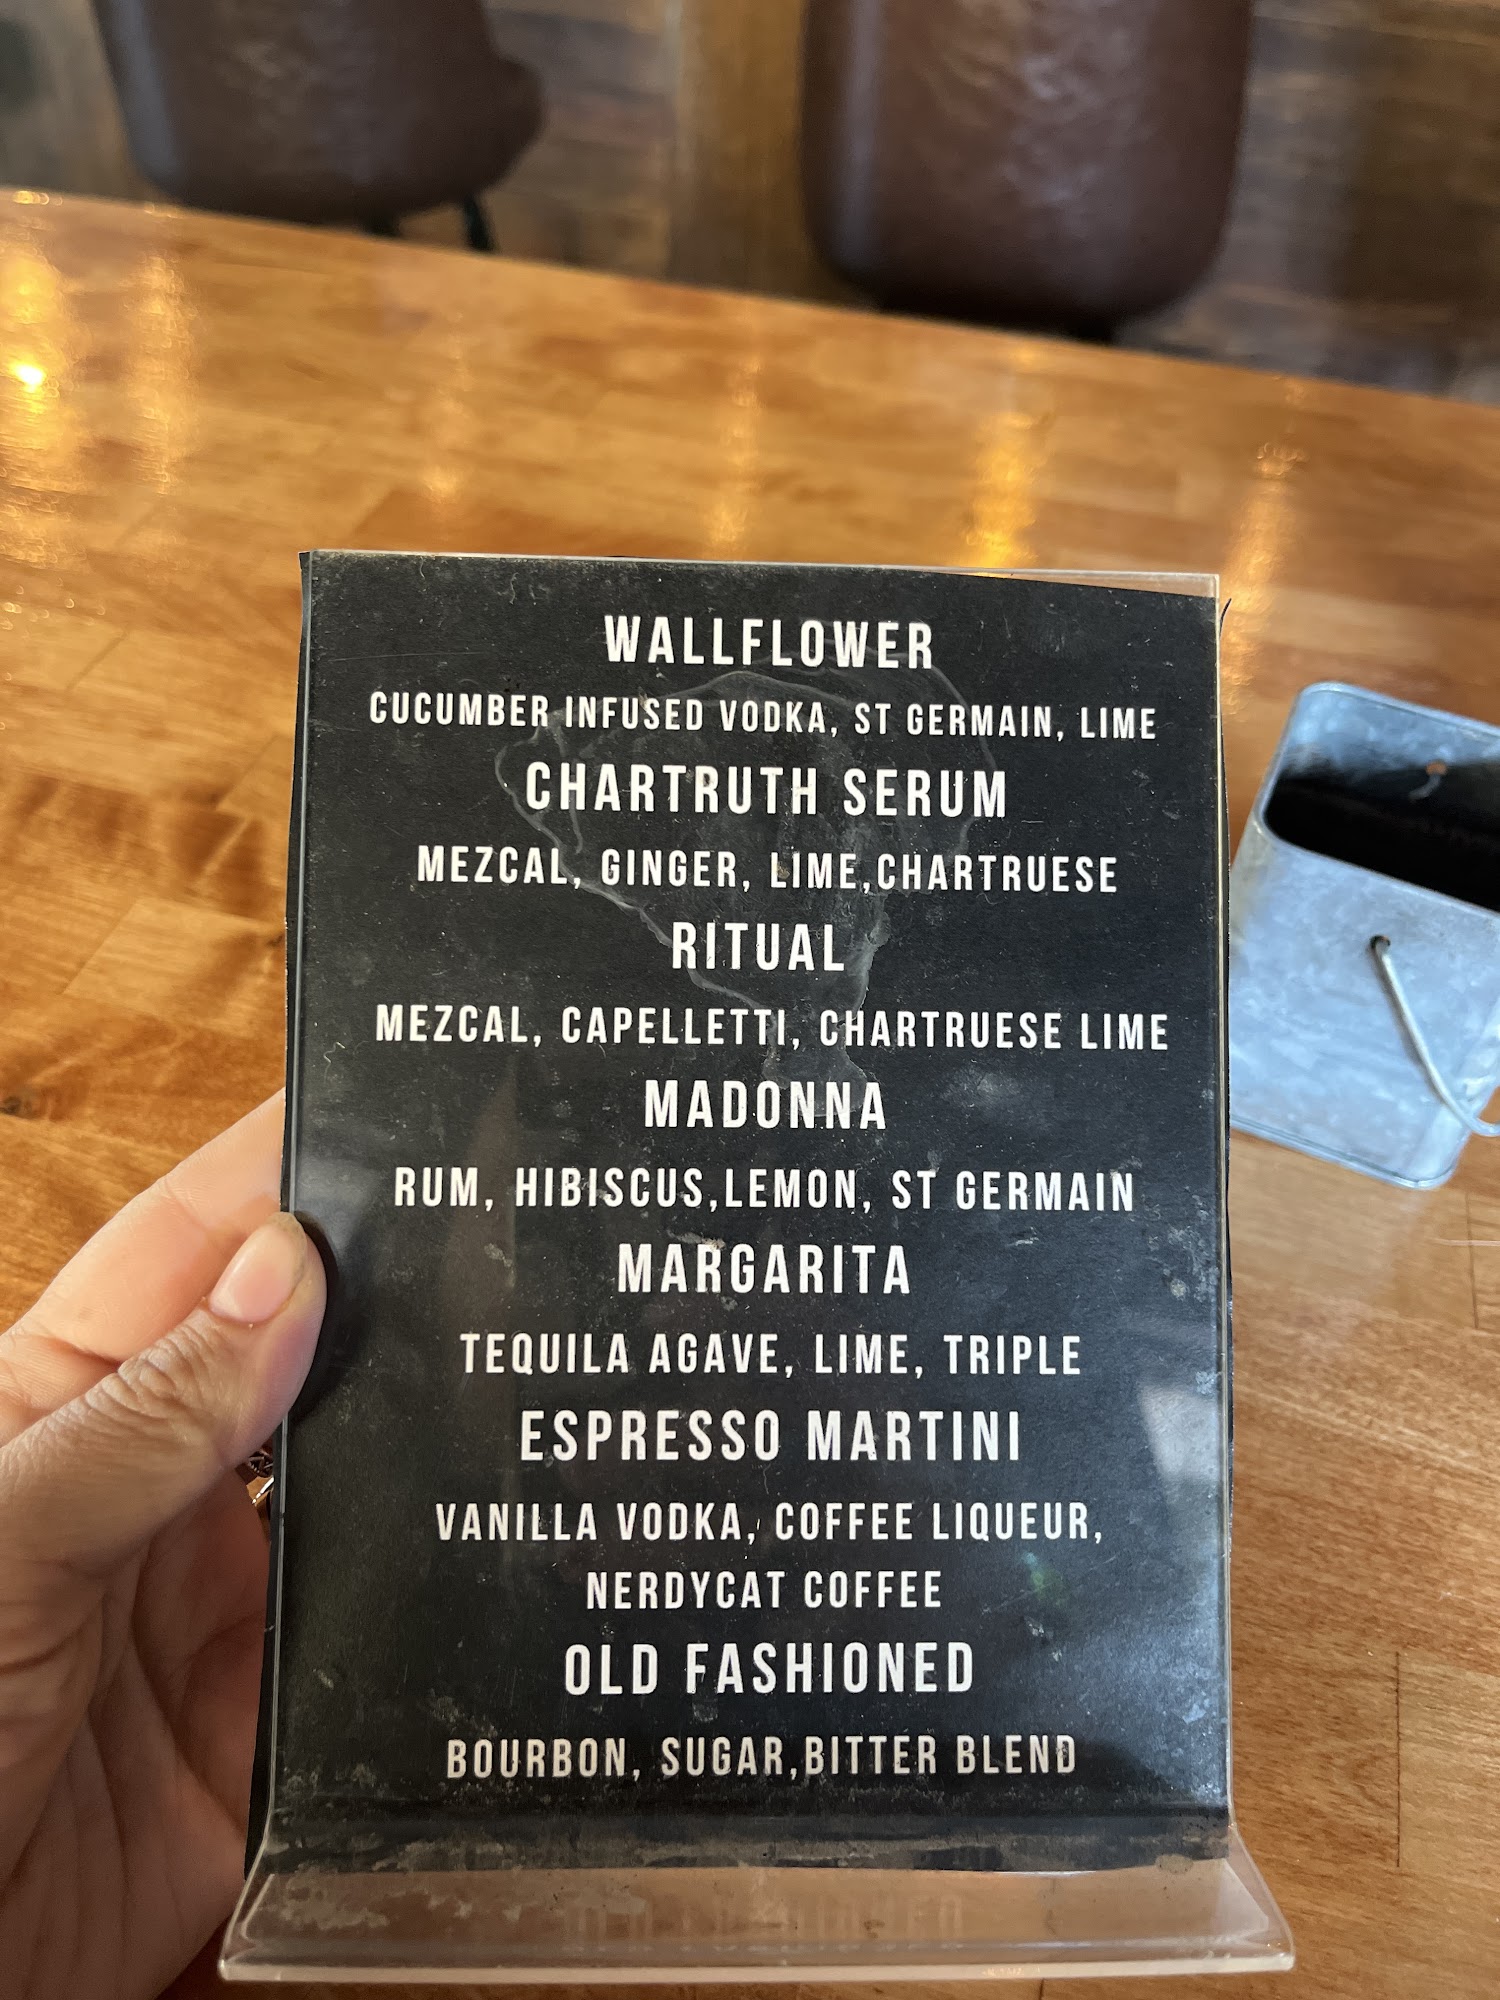 WALLFLOWER
CUCUMBER INFUSED VODKA, ST GERMAIN, LIME
CHARTRUTH SERUM
MEZCAL, GINGER, LIME,CHARTRUESE
RITUAL
MEZCAL, CAPELLETTI, CHARTRUESE LIME
MADONNA
RUM, HIBISCUS,LEMON, ST GERMAIN
MARGARITA
TEQUILA AGAVE, LIME, TRIPLE
ESPRESSO MARTINI
VANILLA VODKA, COFFEE LIQUEUR,
NERDYCAT COFFEE
OLD FASHIONED
BOURBON, SUGAR,BITTER BLEND